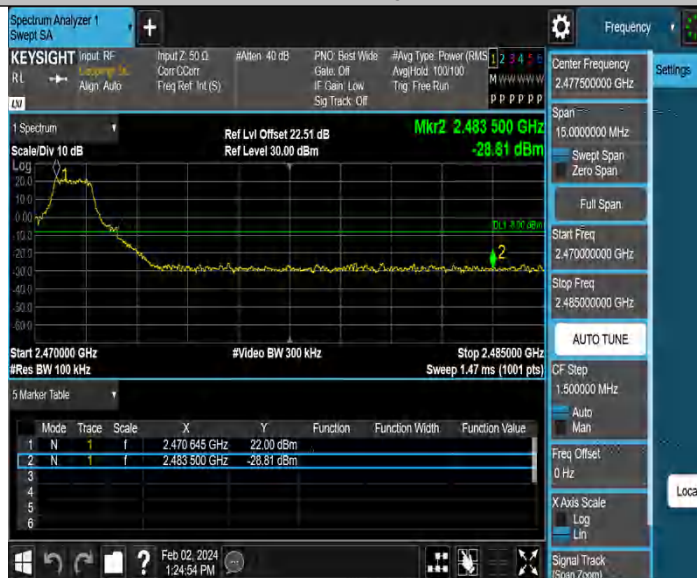 Spectrum Analyzer 1
Swept SA
+
Frequency
KEYSIGHT
RL
Input: RF
Align: Auto
Input Z: 50 Ω
Corr CCorr
Freq Ref: Int (S)
#Atten: 40 dB
PNO: Best Wide
Gate: Off
IF Gain: Low
Sig Track: Off
#Avg Type: Power (RMS
Avg|Hold: 100/100
Trig: Free Run
1 2 3 4 5 6
M W W W W W
P P P P P P
LXI
Settings
1 Spectrum
Scale/Div 10 dB
Ref Lvl Offset 22.51 dB
Ref Level 30.00 dBm
Mkr2 2.483 500 GHz
-28.81 dBm
Log
20.0
10.0
0.00
-10.0
-20.0
-30.0
-40.0
-50.0
-60.0
1
2
DL1 -8.00 dBm
Start 2.470000 GHz
#Res BW 100 kHz
#Video BW 300 kHz
Stop 2.485000 GHz
Sweep 1.47 ms (1001 pts)
5 Marker Table
Mode Trace Scale X Y Function Function Width Function Value
1 N 1 f 2.470 645 GHz 22.00 dBm
2 N 1 f 2.483 500 GHz -28.81 dBm
3
4
5
6
Center Frequency
2.477500000 GHz
Span
15.0000000 MHz
Swept Span
Zero Span
Full Span
Start Freq
2.470000000 GHz
Stop Freq
2.485000000 GHz
AUTO TUNE
CF Step
1.500000 MHz
Auto
Man
Freq Offset
0 Hz
X Axis Scale
Log
Lin
Signal Track
(Span Zoom)
Loca
?
Feb 02, 2024
1:24:54 PM